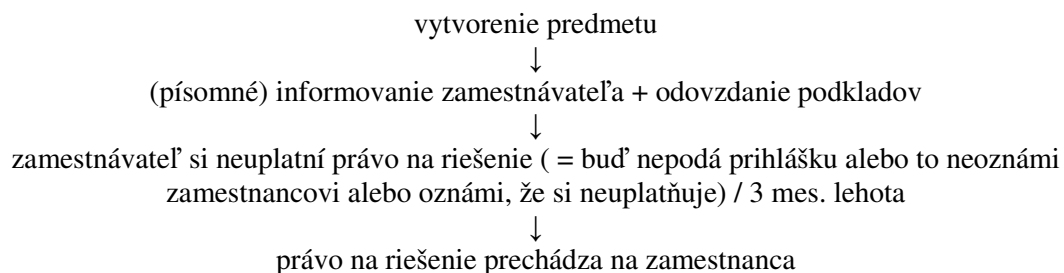 vytvorenie predmetu
↓
(písomné) informovanie zamestnávateľa + odovzdanie podkladov
↓
zamestnávateľ si neuplatní právo na riešenie ( = buď nepodá prihlášku alebo to neoznámi
zamestnancovi alebo oznámi, že si neuplatňuje) / 3 mes. lehota
↓
právo na riešenie prechádza na zamestnanca